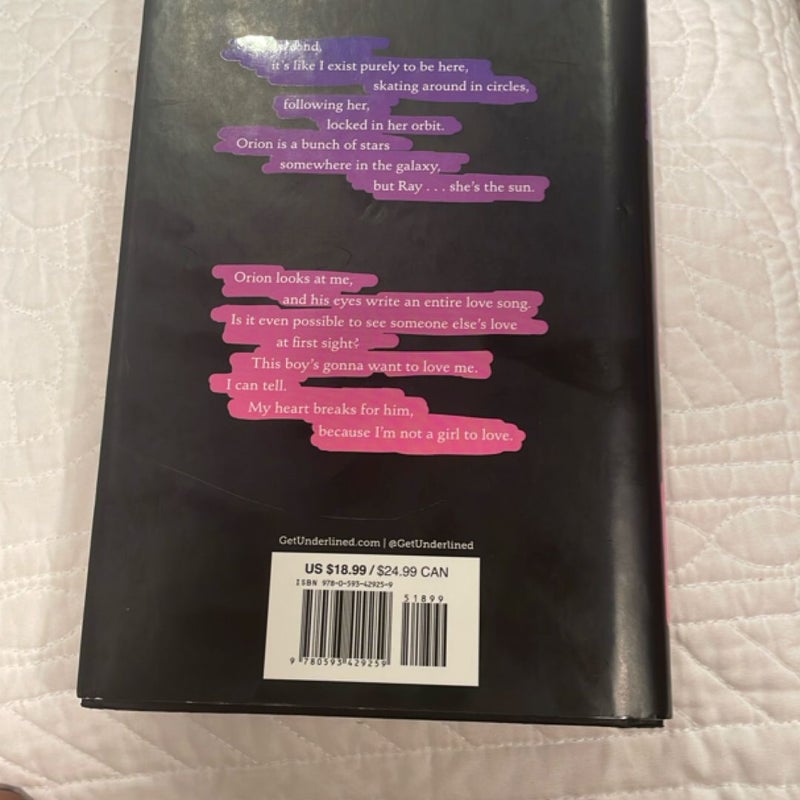 it's like I exist purely to be here,
skating around in circles,
following her,
locked in her orbit.
Orion is a bunch of stars
somewhere in the galaxy,
but Ray . . . she's the sun.
Orion looks at me,
and his eyes write an entire love song.
Is it even possible to see someone else's love
at first sight?
This boy's gonna want to love me.
I can tell.
My heart breaks for him,
because I'm not a girl to love.
GetUnderlined.com | @GetUnderlined
US $18.99 / $24.99 CAN
ISBN 978-0-593-42925-9
51899
9 780593 429259